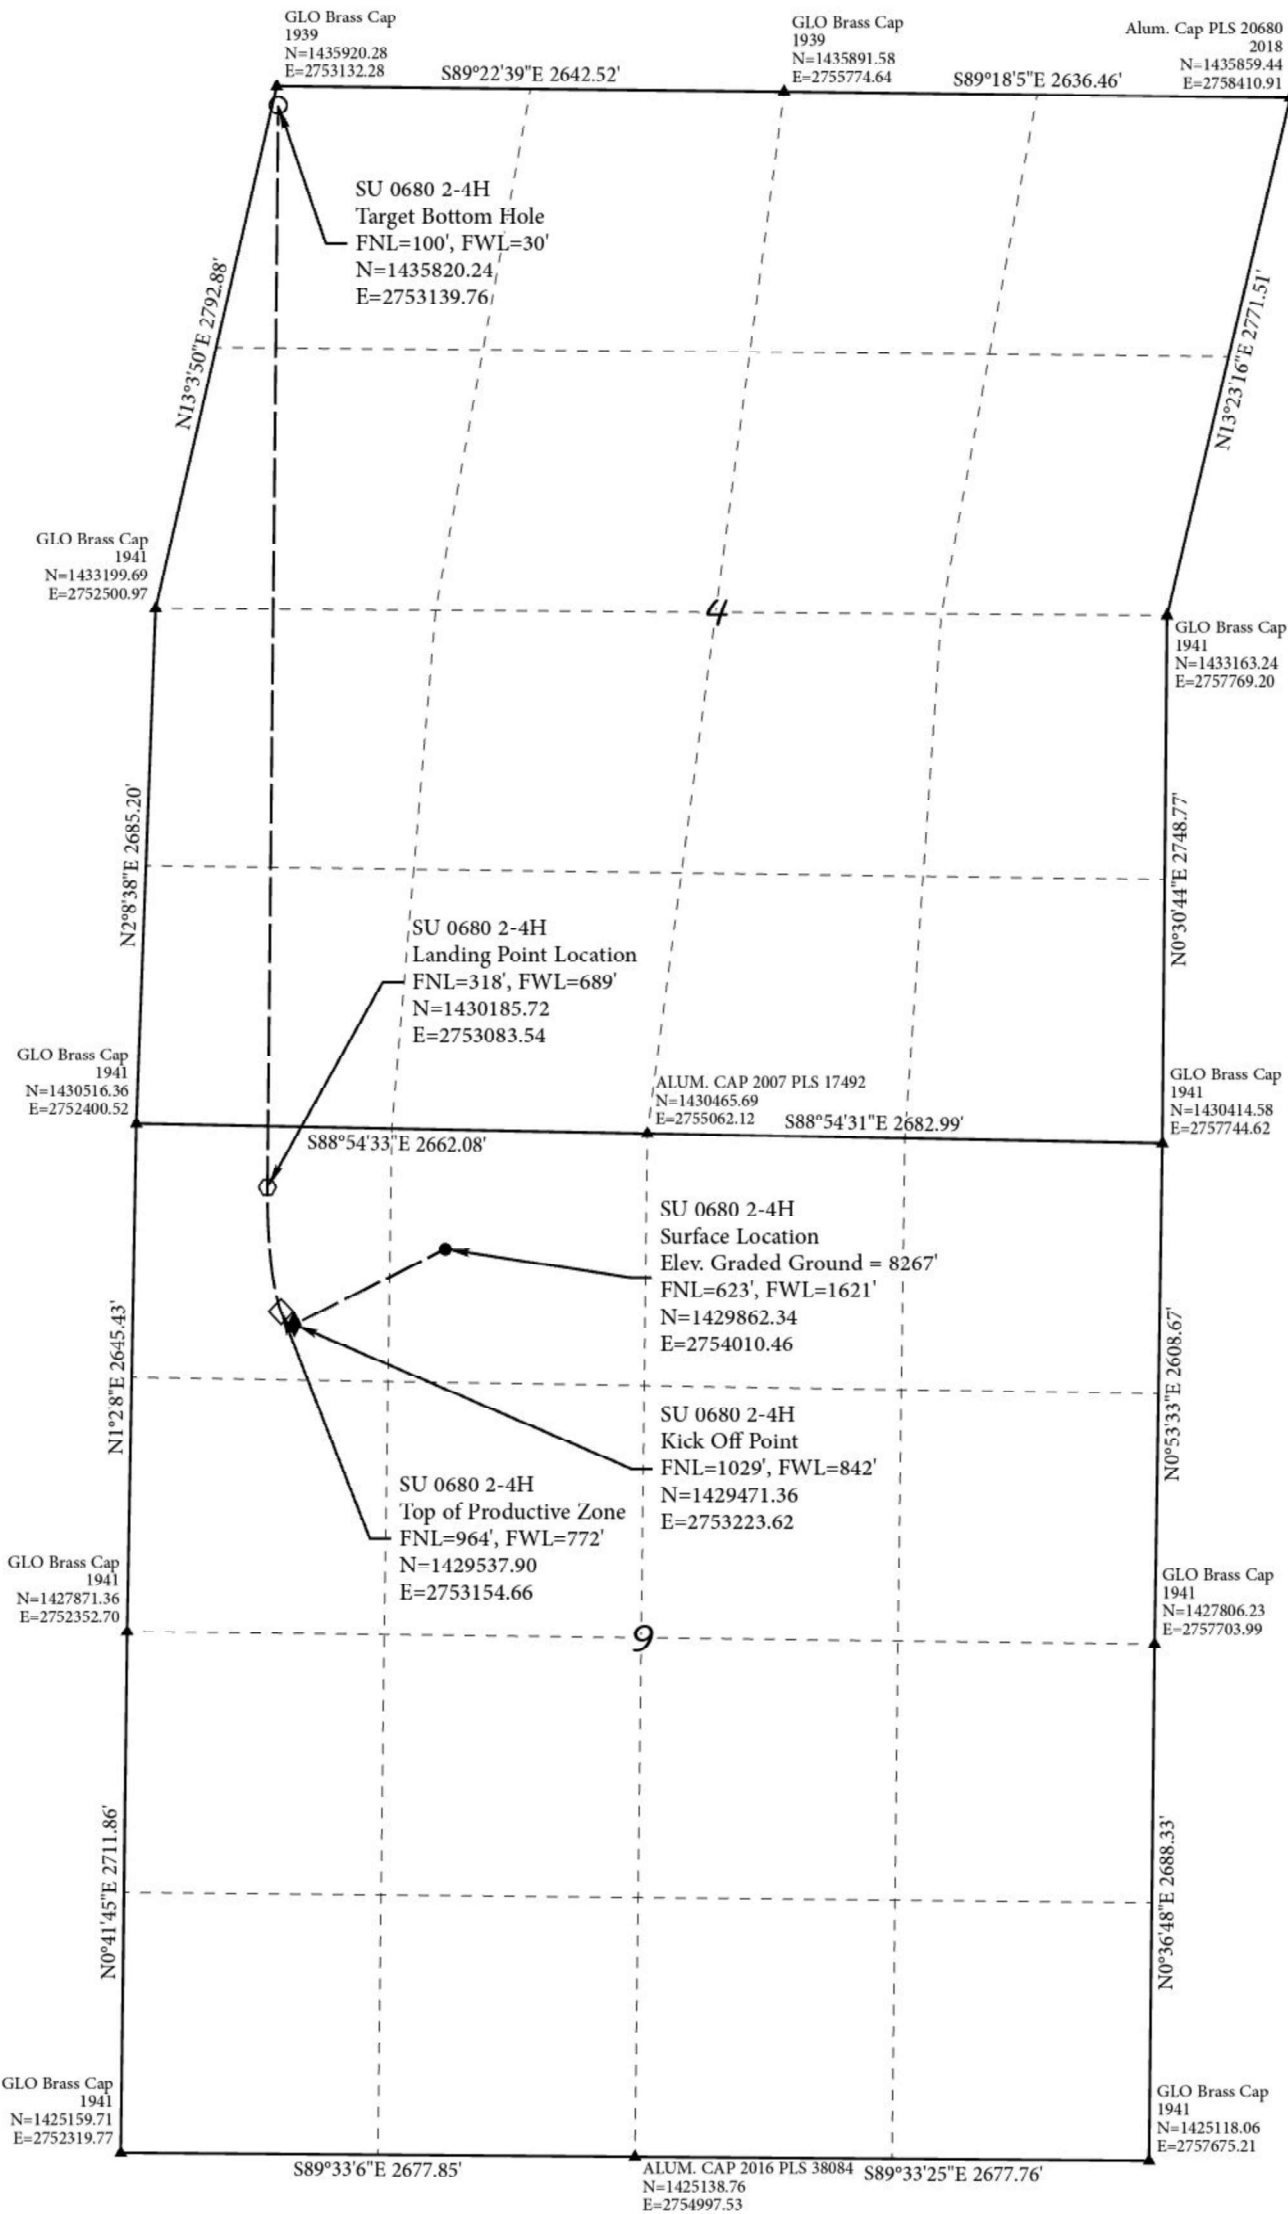 GLO Brass Cap
1939
N=1435920.28
E=2753132.28
S89°22'39"E 2642.52'
GLO Brass Cap
1939
N=1435891.58
E=2755774.64
S89°18'5"E 2636.46'
Alum. Cap PLS 20680
2018
N=1435859.44
E=2758410.91
SU 0680 2-4H
Target Bottom Hole
FNL=100', FWL=30'
N=1435820.24
E=2753139.76
N13°3'50"E 2792.88'
N13°23'16"E 2771.51'
GLO Brass Cap
1941
N=1433199.69
E=2752500.97
4
GLO Brass Cap
1941
N=1433163.24
E=2757769.20
N2°8'38"E 2685.20'
N0°30'44"E 2748.77'
SU 0680 2-4H
Landing Point Location
FNL=318', FWL=689'
N=1430185.72
E=2753083.54
GLO Brass Cap
1941
N=1430516.36
E=2752400.52
S88°54'33"E 2662.08'
ALUM. CAP 2007 PLS 17492
N=1430465.69
E=2755062.12
S88°54'31"E 2682.99'
GLO Brass Cap
1941
N=1430414.58
E=2757744.62
SU 0680 2-4H
Surface Location
Elev. Graded Ground = 8267'
FNL=623', FWL=1621'
N=1429862.34
E=2754010.46
N1°28"E 2645.43'
N0°53'33"E 2608.67'
SU 0680 2-4H
Kick Off Point
FNL=1029', FWL=842'
N=1429471.36
E=2753223.62
SU 0680 2-4H
Top of Productive Zone
FNL=964', FWL=772'
N=1429537.90
E=2753154.66
GLO Brass Cap
1941
N=1427871.36
E=2752352.70
9
GLO Brass Cap
1941
N=1427806.23
E=2757703.99
N0°41'45"E 2711.86'
N0°36'48"E 2688.33'
GLO Brass Cap
1941
N=1425159.71
E=2752319.77
S89°33'6"E 2677.85'
ALUM. CAP 2016 PLS 38084
N=1425138.76
E=2754997.53
S89°33'25"E 2677.76'
GLO Brass Cap
1941
N=1425118.06
E=2757675.21